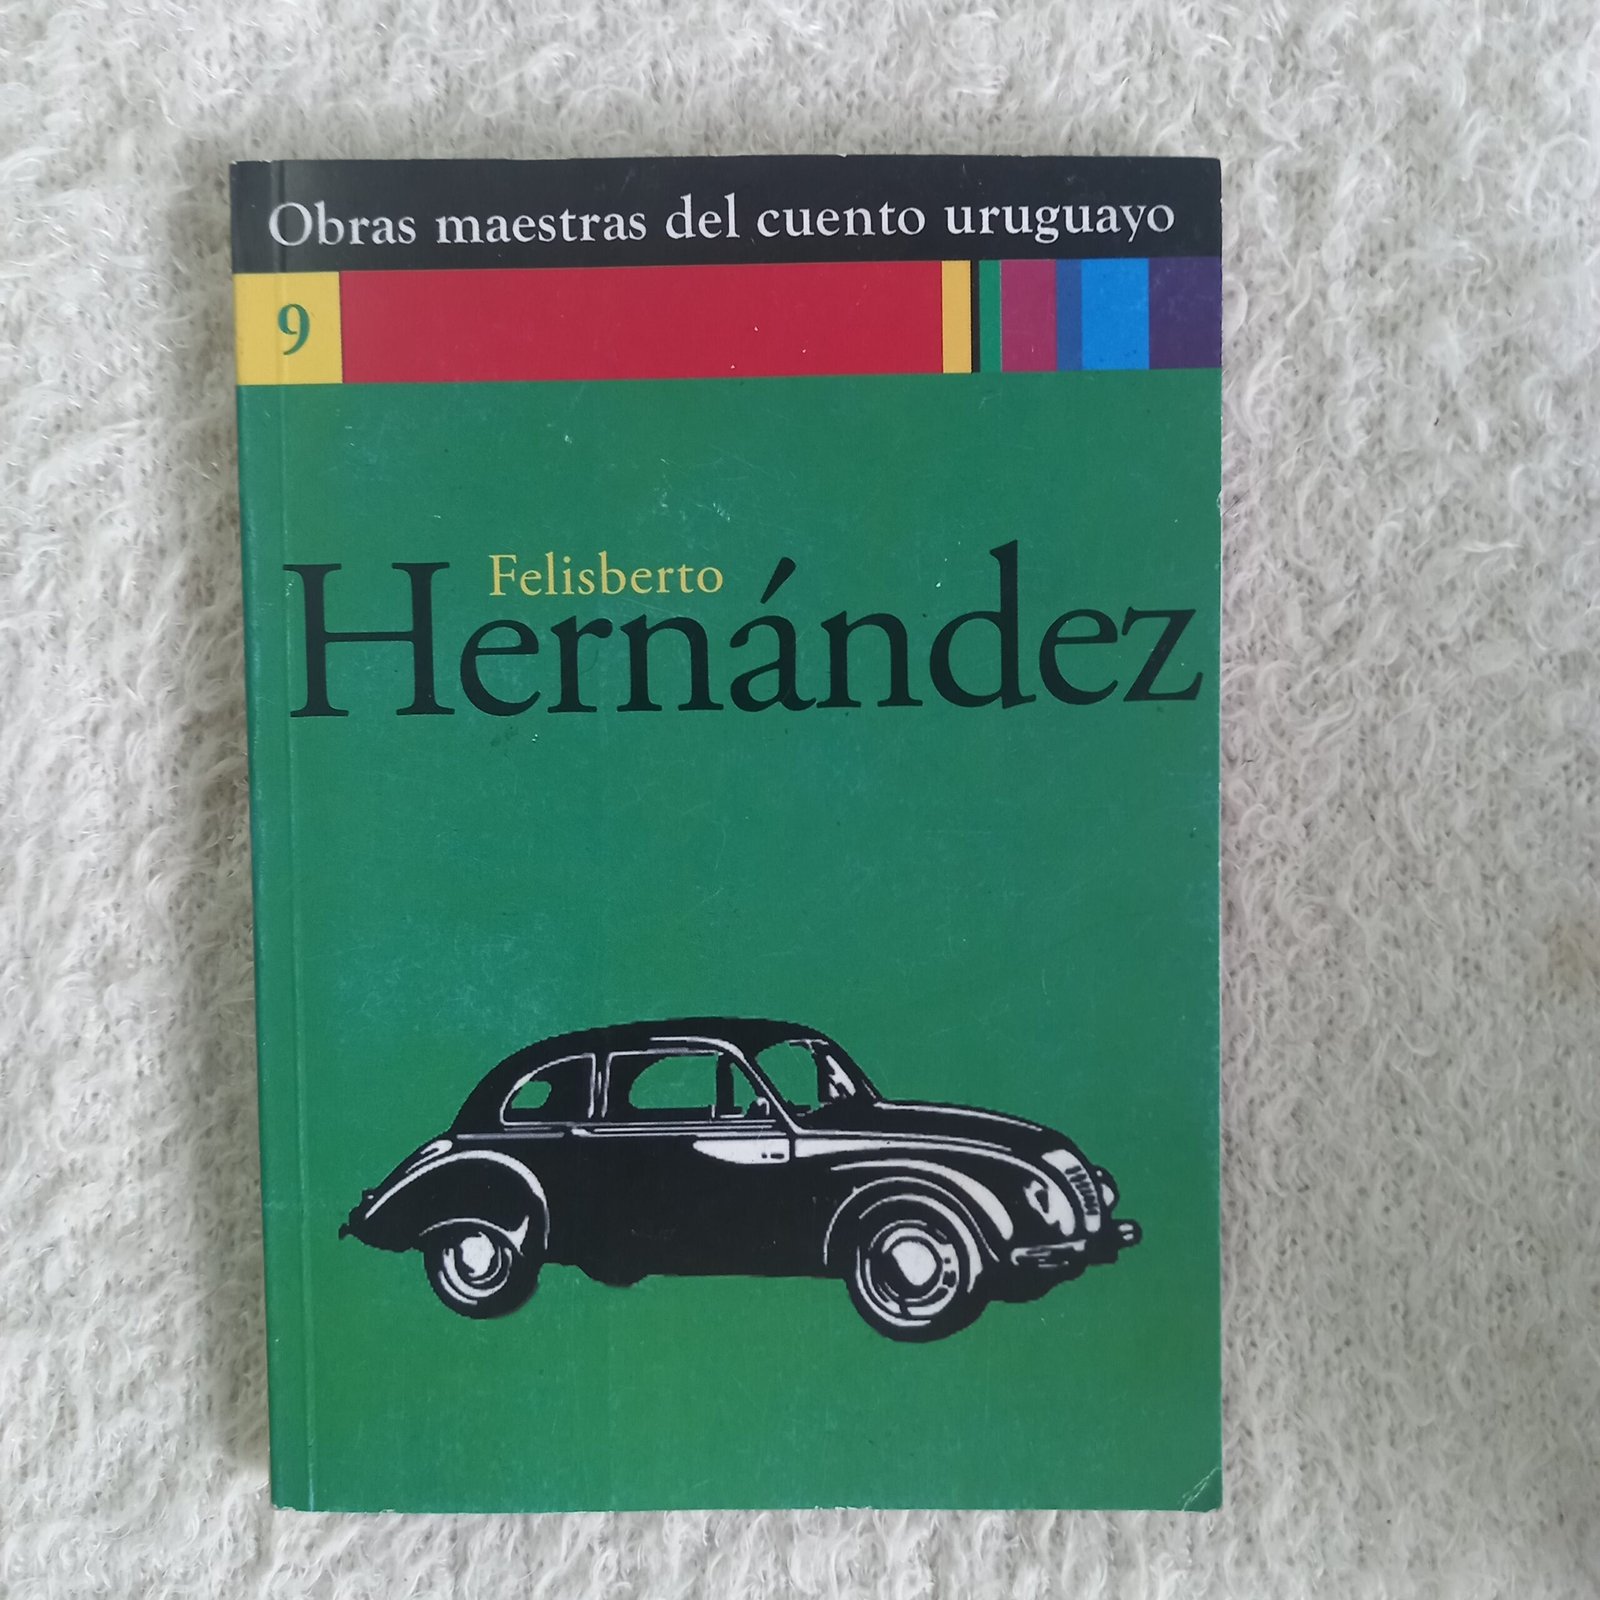 Obras maestras del cuento uruguayo
9
Felisberto
Hernández